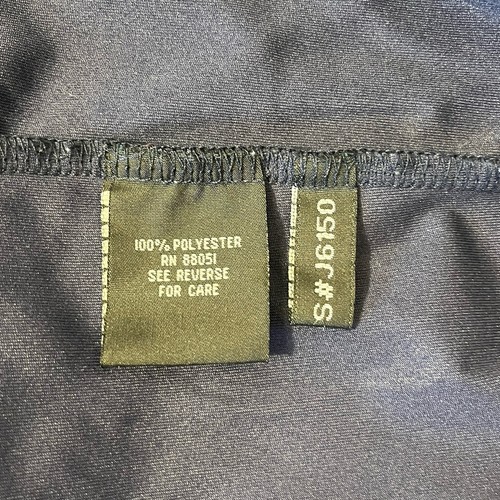 100% POLYESTER
RN 88051
SEE REVERSE
FOR CARE
S#J6150